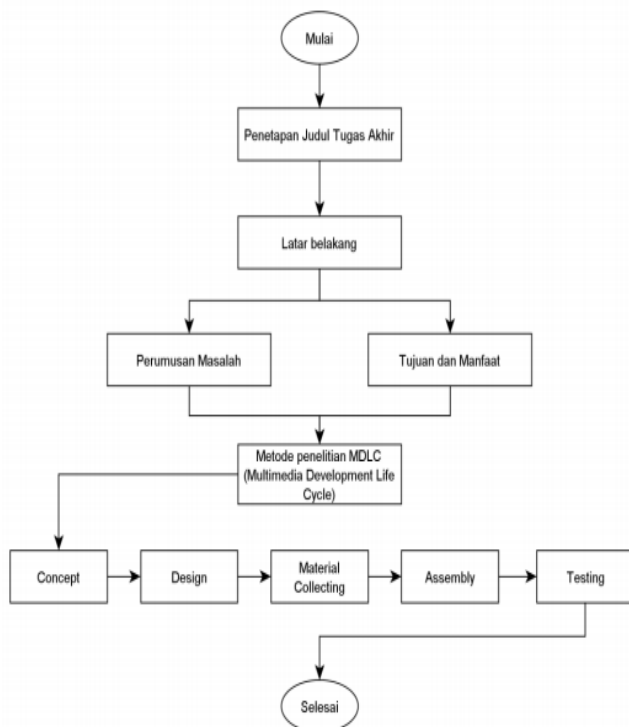 Mulai
Penetapan Judul Tugas Akhir
Latar belakang
Perumusan Masalah
Tujuan dan Manfaat
Metode penelitian MDLC
(Multimedia Development Life
Cycle)
Concept
Design
Material
Collecting
Assembly
Testing
Selesai